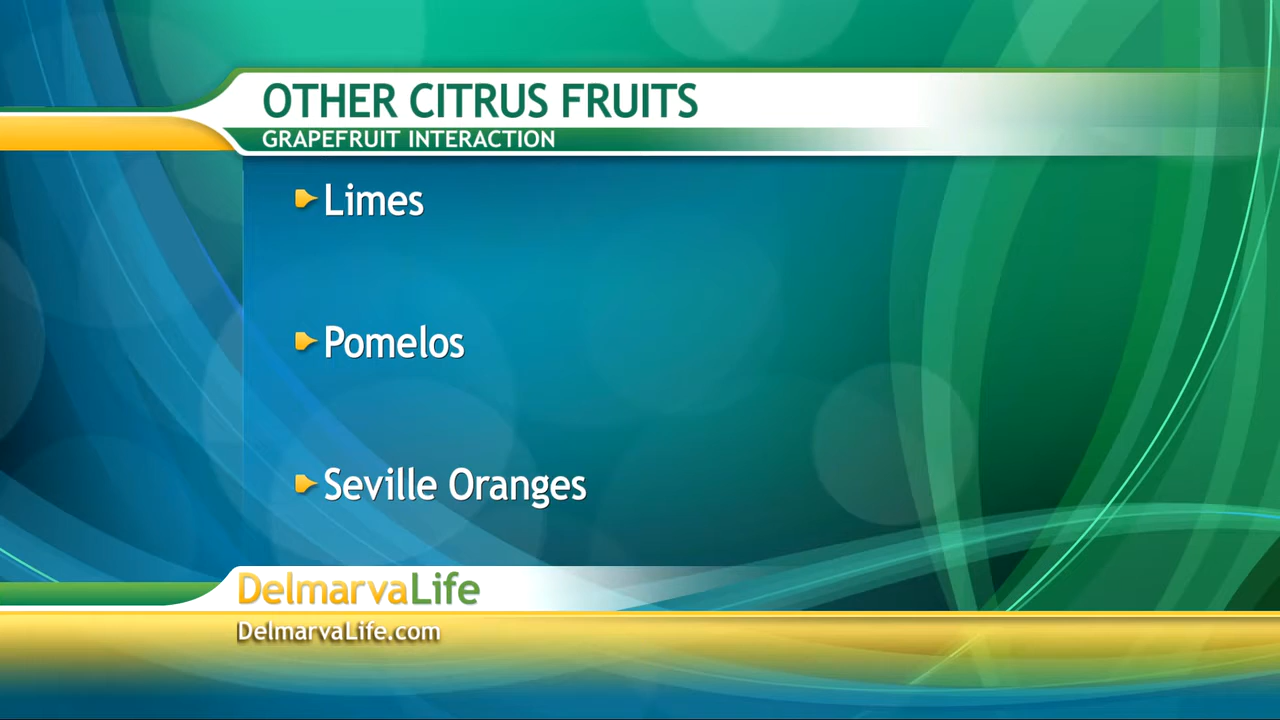 OTHER CITRUS FRUITS
GRAPEFRUIT INTERACTION
Limes
Pomelos
Seville Oranges
DelmarvaLife
DelmarvaLife.com